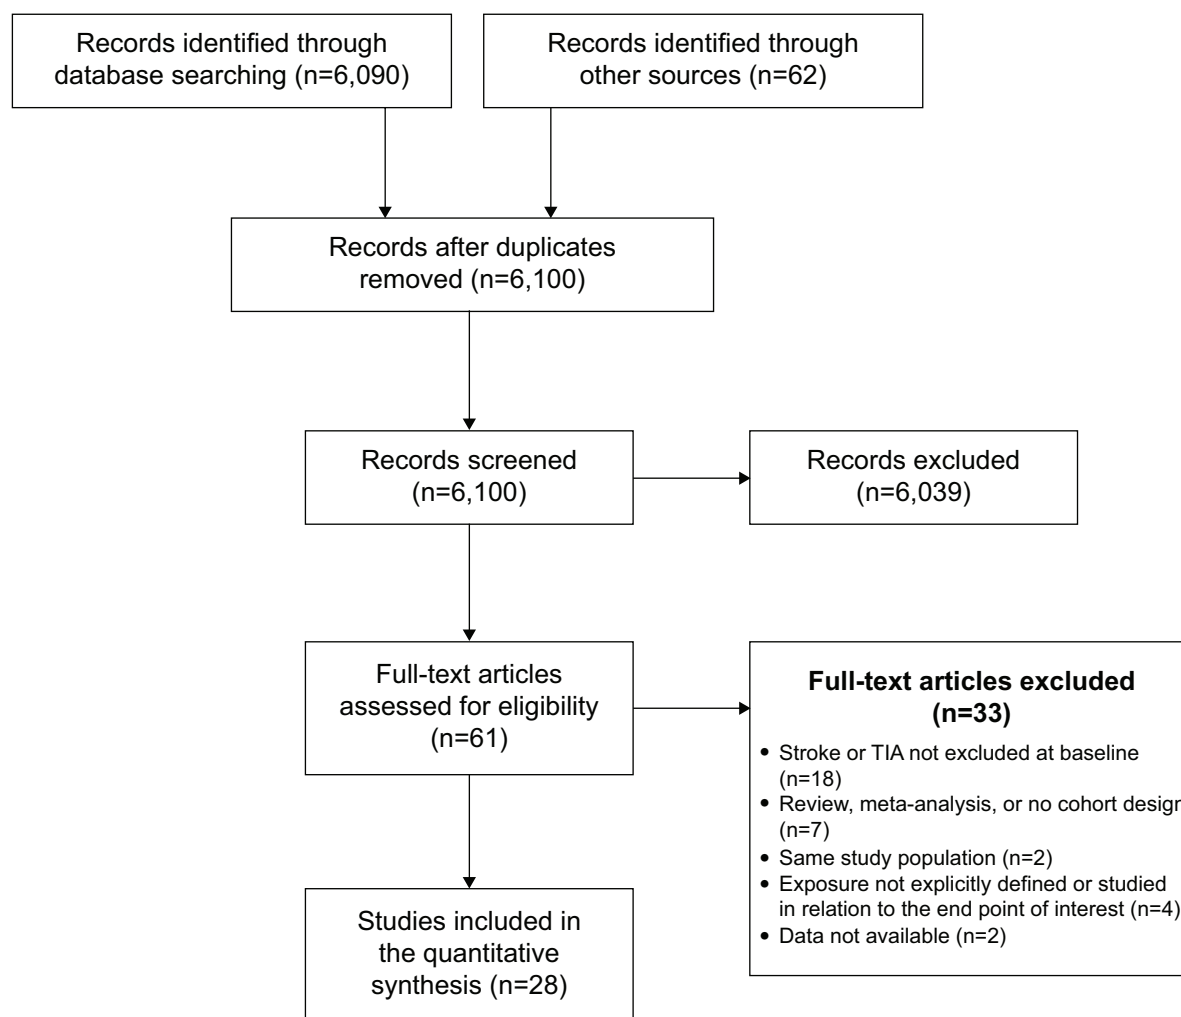 Records identified through
database searching (n=6,090)
Records identified through
other sources (n=62)
Records after duplicates
removed (n=6,100)
Records screened
(n=6,100)
Records excluded
(n=6,039)
Full-text articles
assessed for eligibility
(n=61)
Full-text articles excluded
(n=33)
• Stroke or TIA not excluded at baseline
(n=18)
• Review, meta-analysis, or no cohort design
(n=7)
• Same study population (n=2)
• Exposure not explicitly defined or studied
in relation to the end point of interest (n=4)
• Data not available (n=2)
Studies included in
the quantitative
synthesis (n=28)